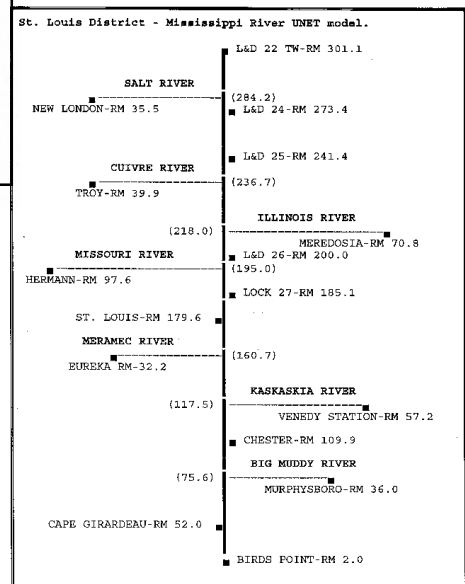 St. Louis District - Mississippi River UNET model.
L&D 22 TW-RM 301.1
SALT RIVER
(284.2)
NEW LONDON-RM 35.5
L&D 24-RM 273.4
L&D 25-RM 241.4
CUIVRE RIVER
(236.7)
TROY-RM 39.9
ILLINOIS RIVER
(218.0)
MEREDOSIA-RM 70.8
MISSOURI RIVER
L&D 26-RM 200.0
(195.0)
HERMANN-RM 97.6
LOCK 27-RM 185.1
ST. LOUIS-RM 179.6
MERAMEC RIVER
(160.7)
EUREKA RM-32.2
KASKASKIA RIVER
(117.5)
VENEDY STATION-RM 57.2
CHESTER-RM 109.9
BIG MUDDY RIVER
(75.6)
MURPHYSBORO-RM 36.0
CAPE GIRARDEAU-RM 52.0
BIRDS POINT-RM 2.0